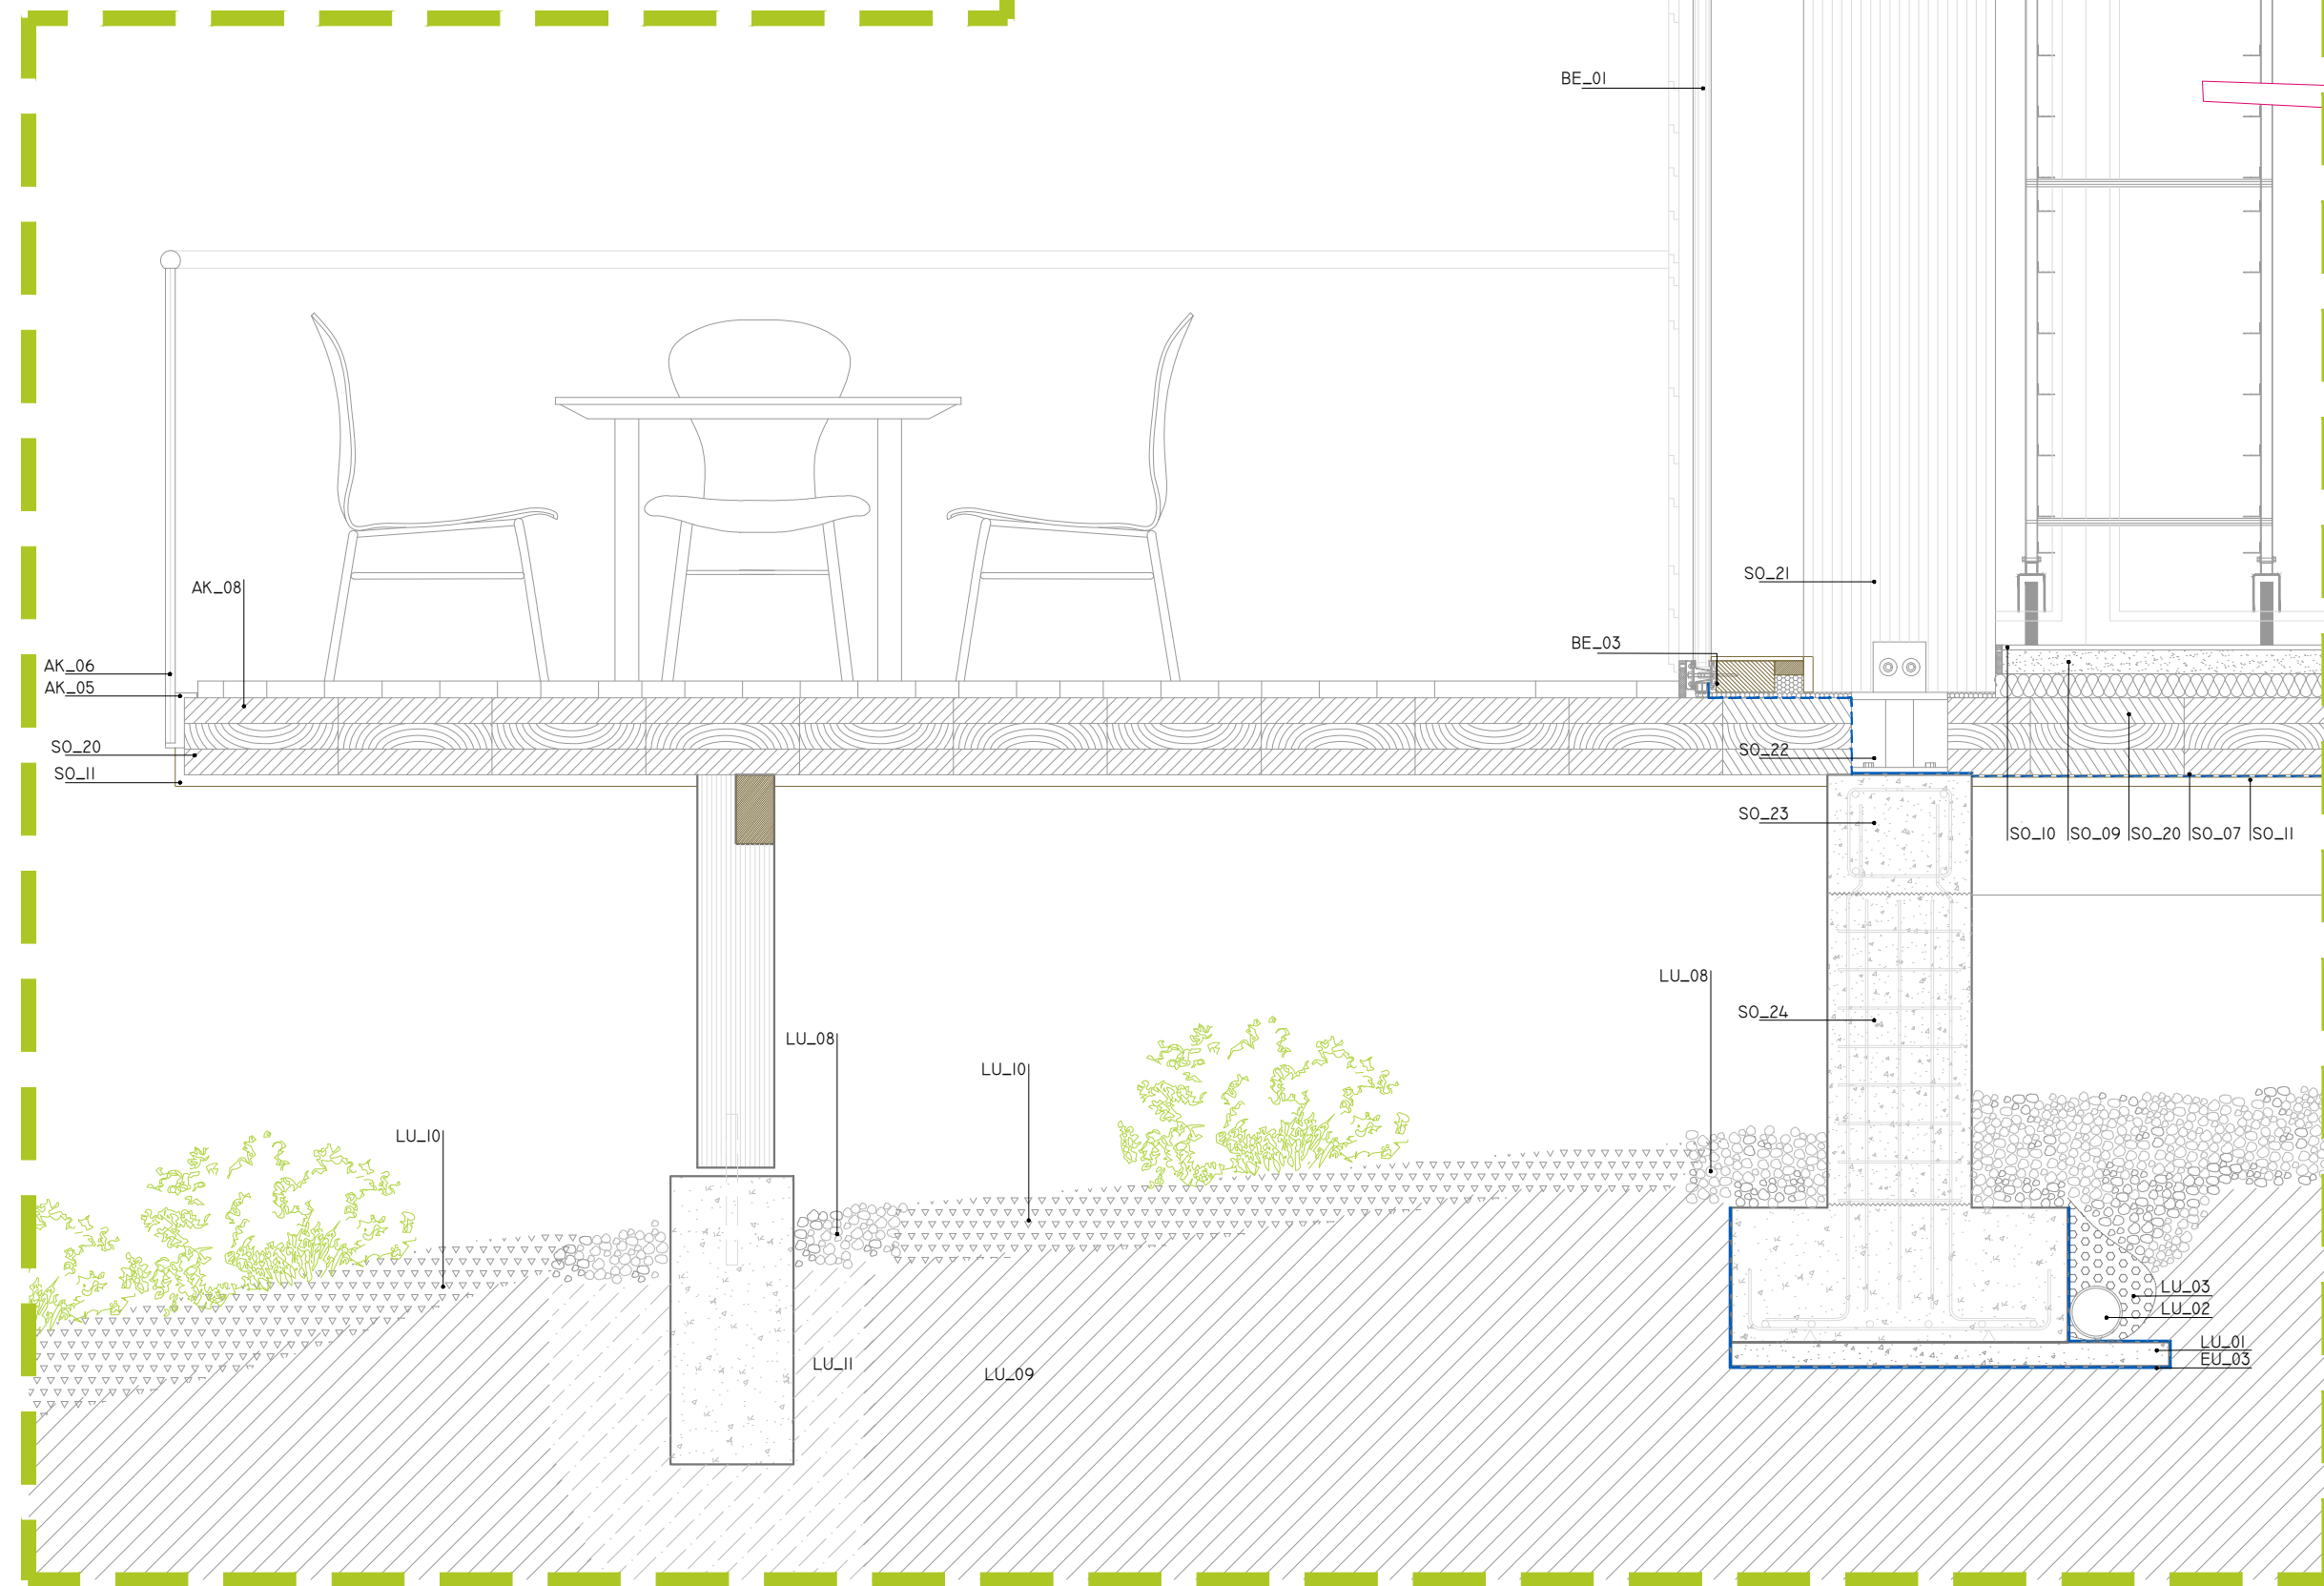 BE_01
SO_21
AK_08
BE_03
AK_06
AK_05
SO_20
SO_11
SO_22
SO_23
SO_10
SO_09
SO_20
SO_07
SO_11
LU_08
SO_24
LU_08
LU_10
LU_10
LU_03
LU_02
LU_01
EU_03
LU_11
LU_09